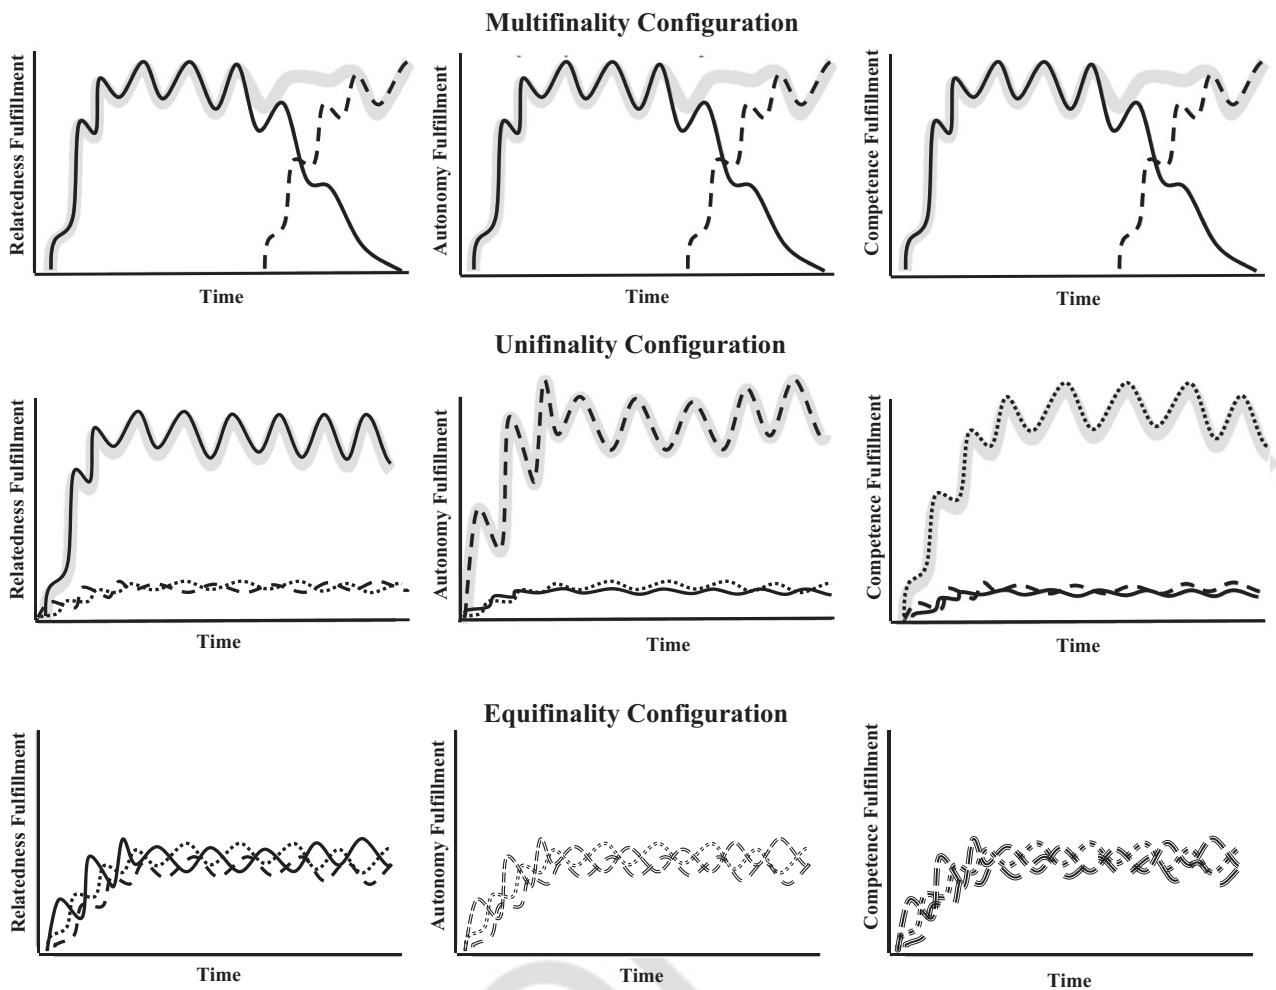 Multifinality Configuration
Relatedness Fulfillment
Autonomy Fulfillment
Competence Fulfillment
Time
Time
Time
Unifinality Configuration
Relatedness Fulfillment
Autonomy Fulfillment
Competence Fulfillment
Time
Time
Time
Equifinality Configuration
Relatedness Fulfillment
Autonomy Fulfillment
Competence Fulfillment
Time
Time
Time